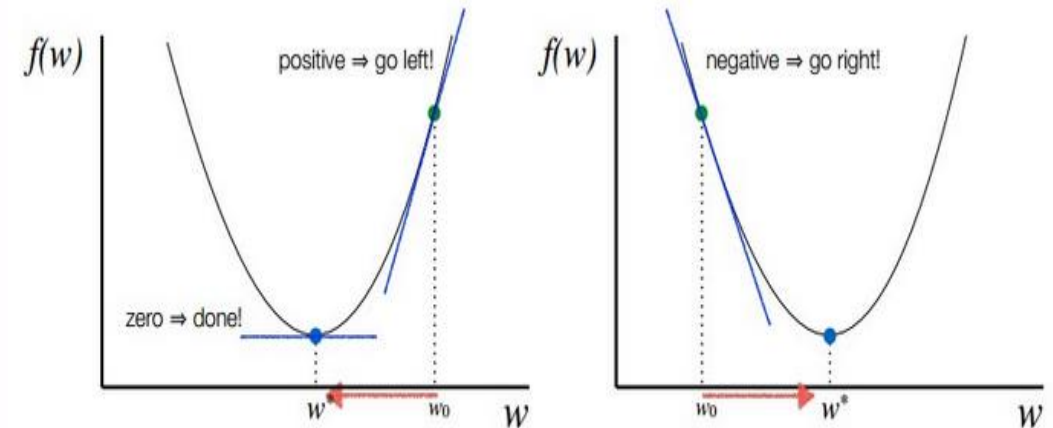 f(w)
positive ⇒ go left!
zero ⇒ done!
w*
w₀
w
f(w)
negative ⇒ go right!
w₀
w*
w